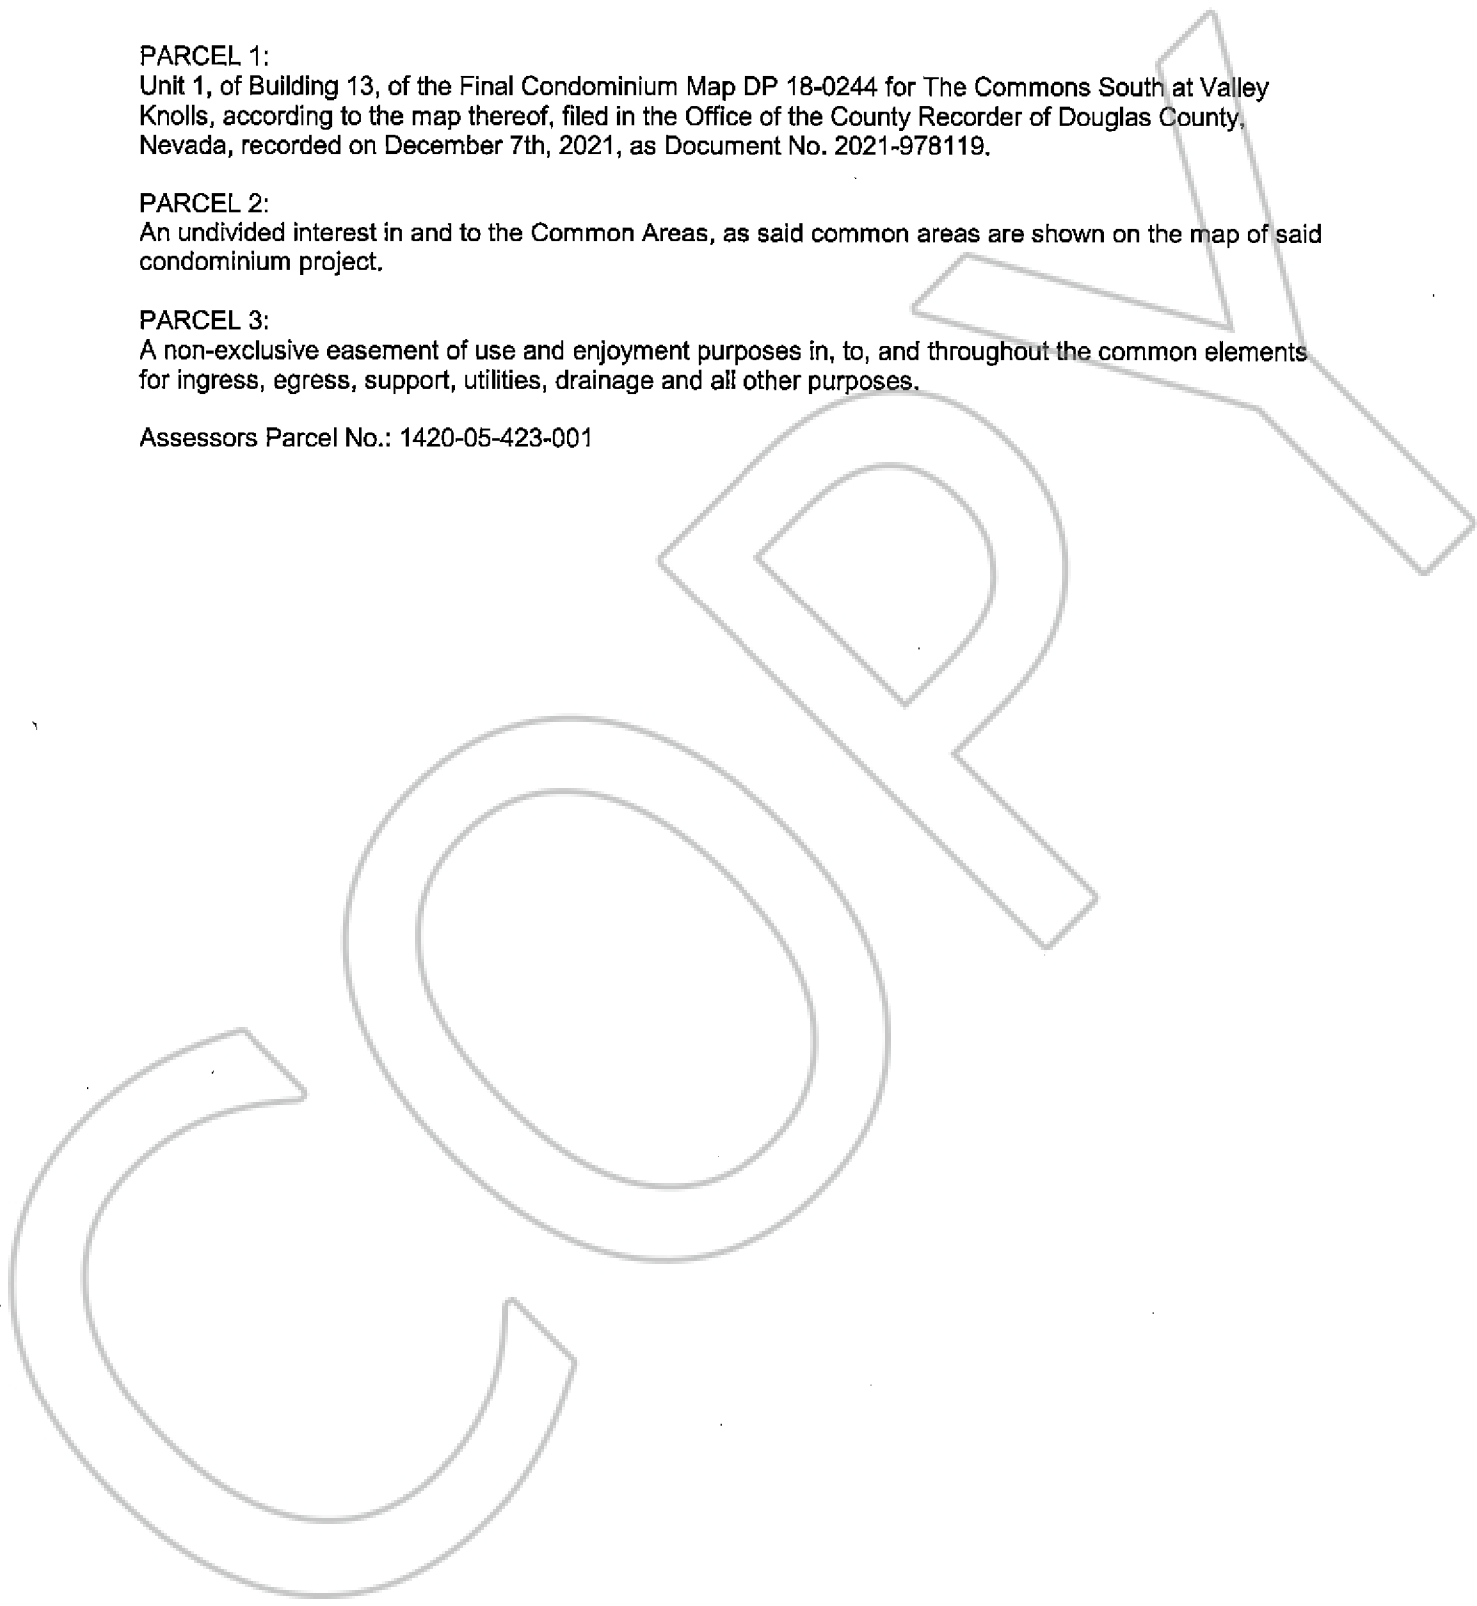 PARCEL 1:
Unit 1, of Building 13, of the Final Condominium Map DP 18-0244 for The Commons South at Valley
Knolls, according to the map thereof, filed in the Office of the County Recorder of Douglas County,
Nevada, recorded on December 7th, 2021, as Document No. 2021-978119.
PARCEL 2:
An undivided interest in and to the Common Areas, as said common areas are shown on the map of said
condominium project.
PARCEL 3:
A non-exclusive easement of use and enjoyment purposes in, to, and throughout the common elements
for ingress, egress, support, utilities, drainage and all other purposes.
Assessors Parcel No.: 1420-05-423-001
COPY